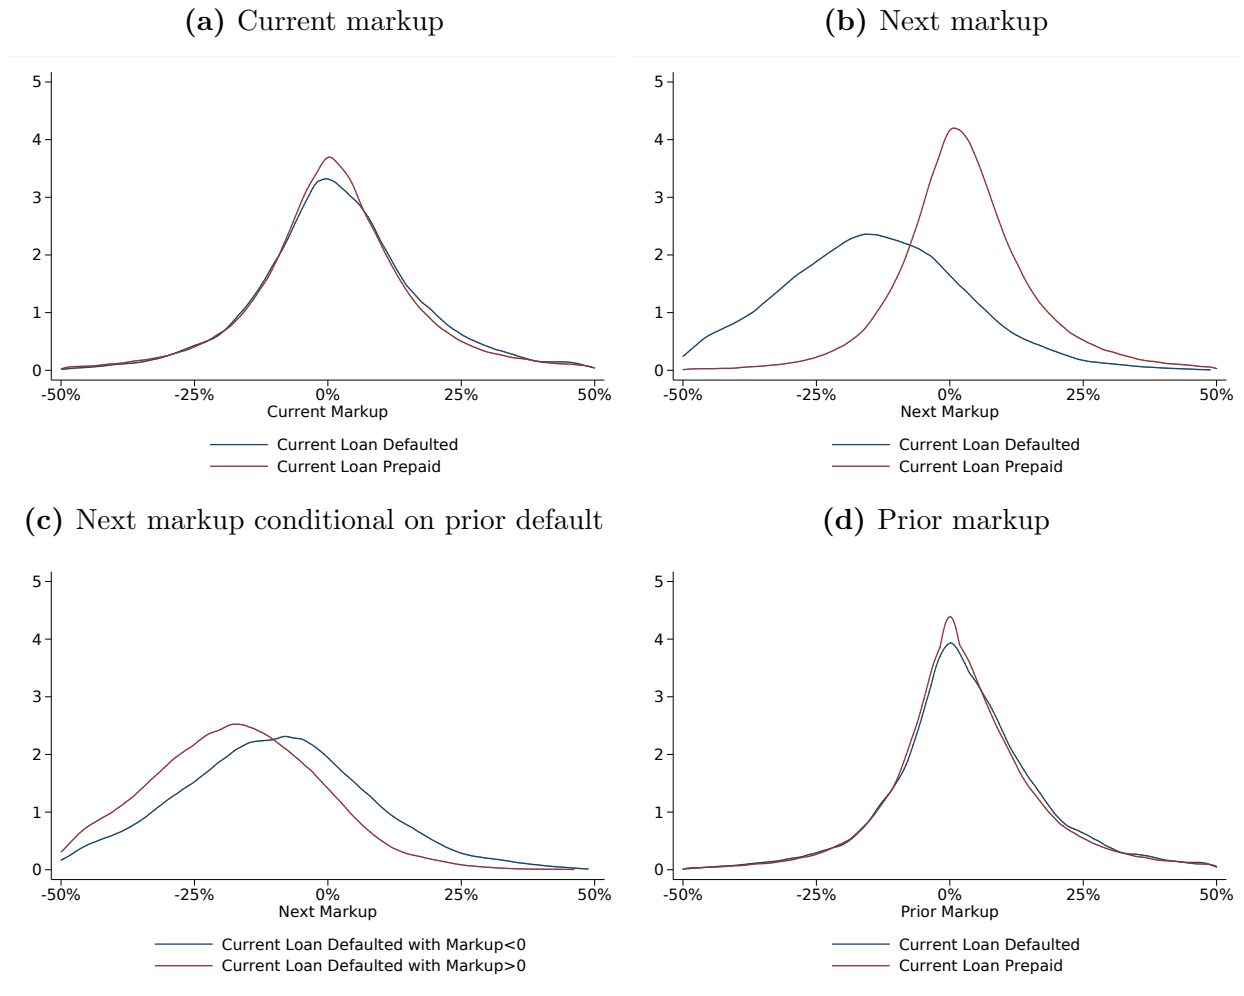 (a) Current markup
5
4
3
2
1
0
-50% -25% 0% 25% 50%
Current Markup
Current Loan Defaulted
Current Loan Prepaid
(b) Next markup
5
4
3
2
1
0
-50% -25% 0% 25% 50%
Next Markup
Current Loan Defaulted
Current Loan Prepaid
(c) Next markup conditional on prior default
5
4
3
2
1
0
-50% -25% 0% 25% 50%
Next Markup
Current Loan Defaulted with Markup<0
Current Loan Defaulted with Markup>0
(d) Prior markup
5
4
3
2
1
0
-50% -25% 0% 25% 50%
Prior Markup
Current Loan Defaulted
Current Loan Prepaid